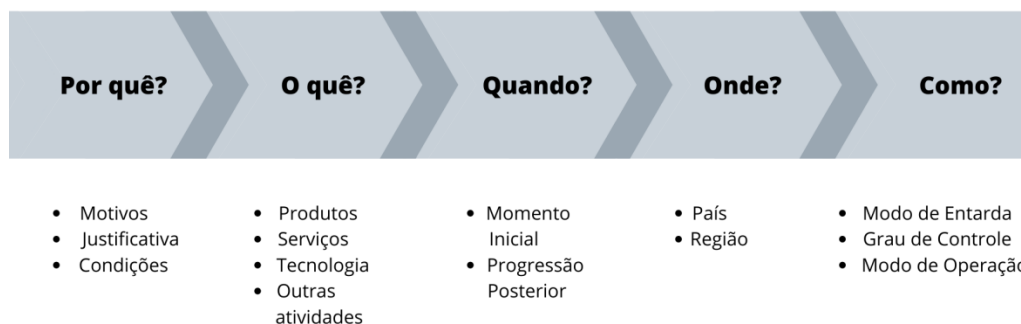 Por quê?
O quê?
Quando?
Onde?
Como?
• Motivos
• Justificativa
• Condições
• Produtos
• Serviços
• Tecnologia
• Outras
atividades
• Momento
Inicial
• Progressão
Posterior
• País
• Região
• Modo de Entarda
• Grau de Controle
• Modo de Operação